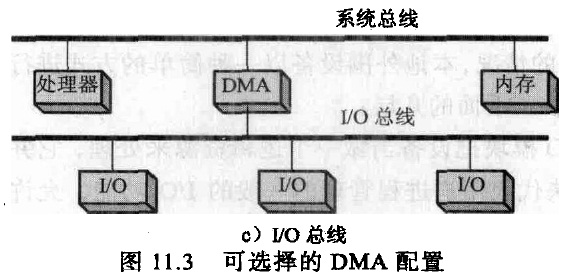 系统总线
处理器 DMA 内存
I/O 总线
I/O I/O I/O
c）I/O 总线
图 11.3 可选择的 DMA 配置